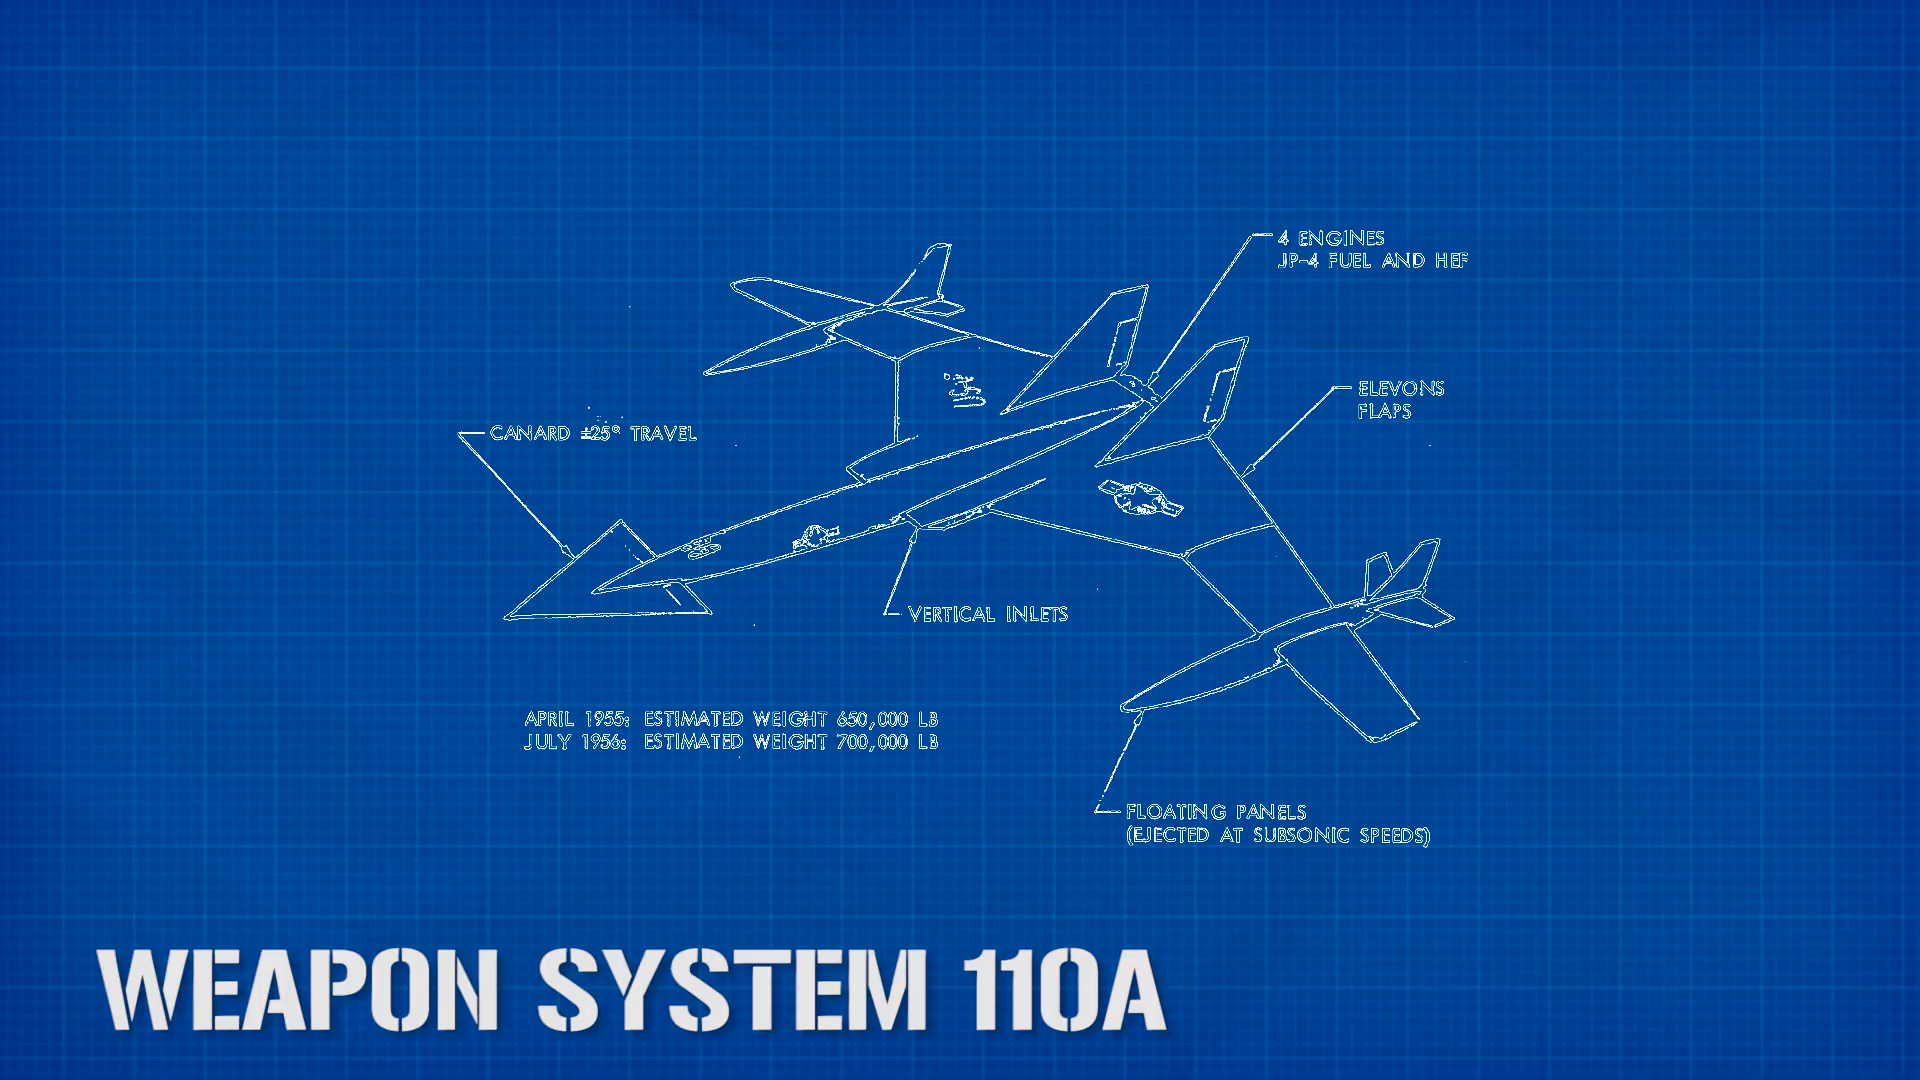 4 ENGINES
JP-4 FUEL AND HEF
ELEVONS
FLAPS
CANARD ±25° TRAVEL
VERTICAL INLETS
APRIL 1955: ESTIMATED WEIGHT 650,000 LB
JULY 1956: ESTIMATED WEIGHT 700,000 LB
FLOATING PANELS
(EJECTED AT SUBSONIC SPEEDS)
WEAPON SYSTEM 110A